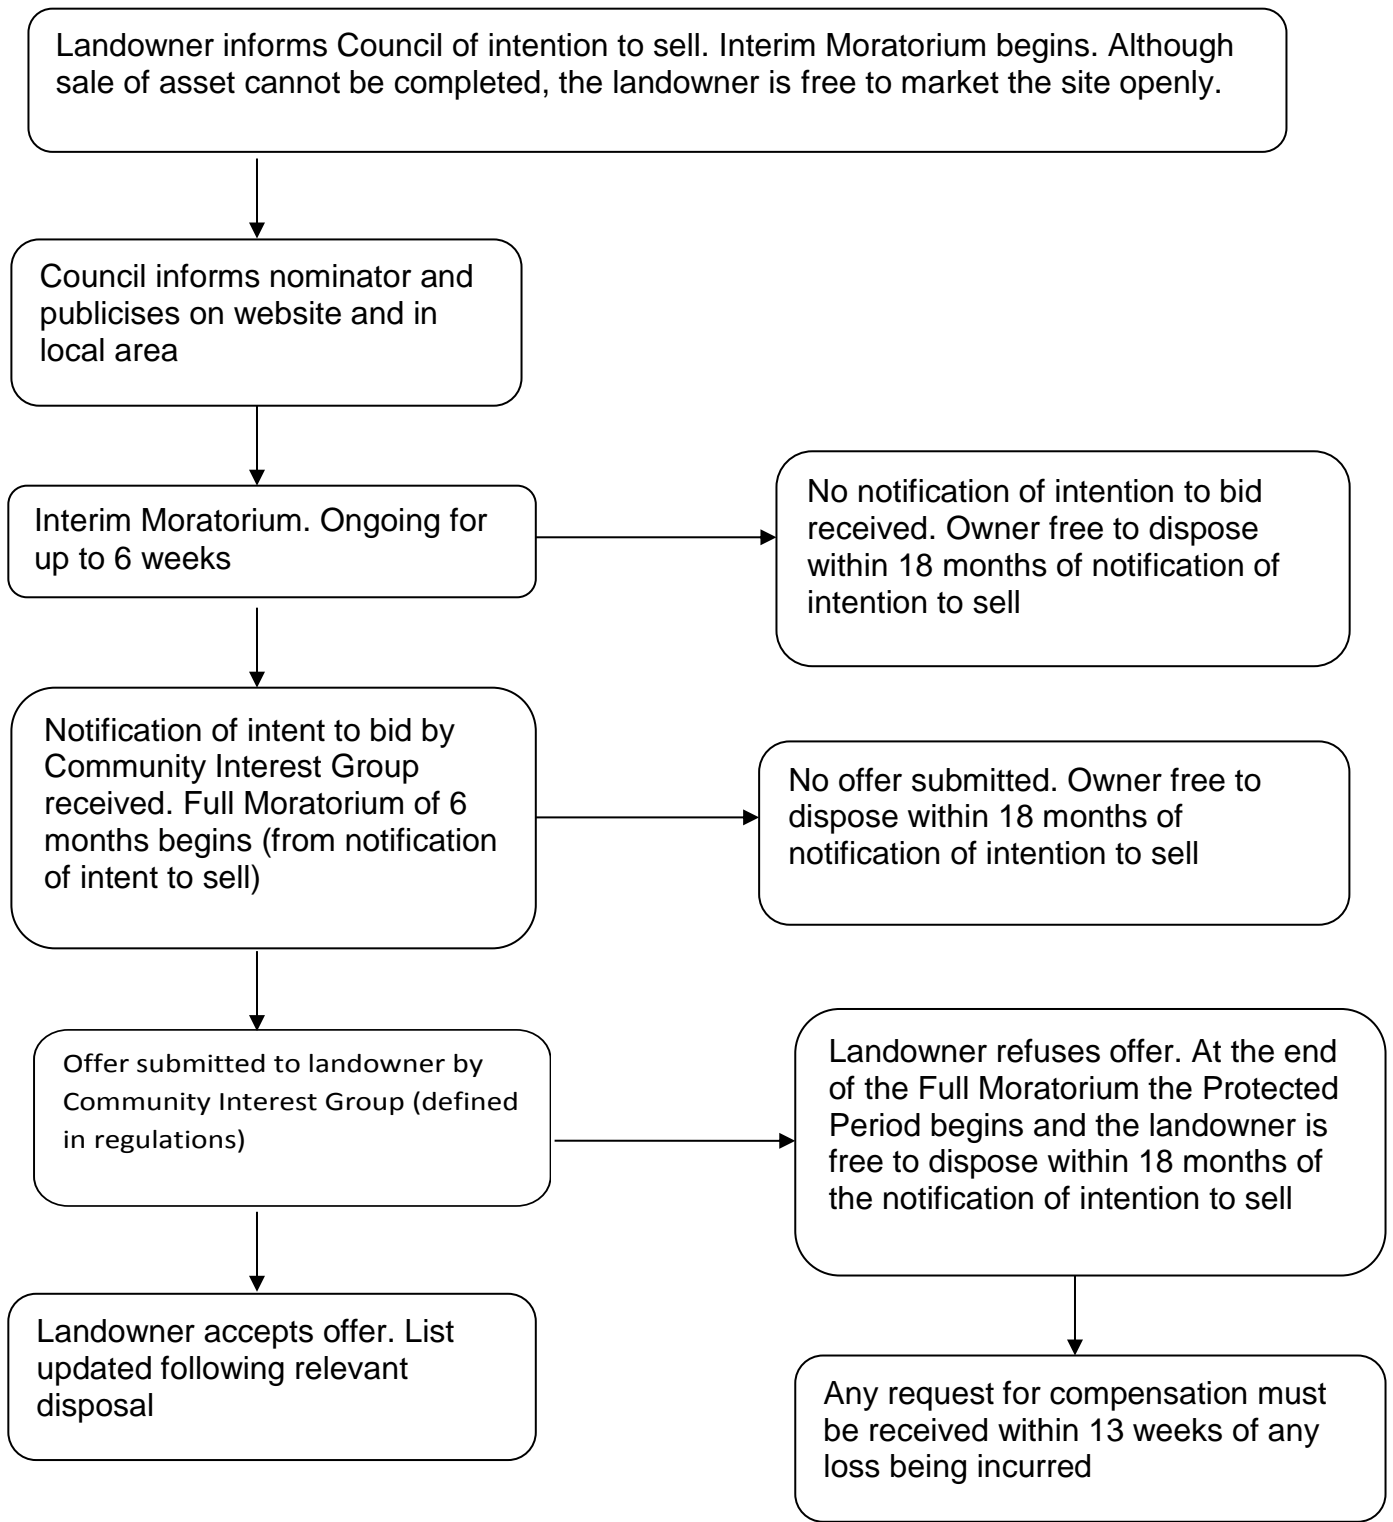 Landowner informs Council of intention to sell. Interim Moratorium begins. Although
sale of asset cannot be completed, the landowner is free to market the site openly.
Council informs nominator and
publicises on website and in
local area
Interim Moratorium. Ongoing for
up to 6 weeks
No notification of intention to bid
received. Owner free to dispose
within 18 months of notification of
intention to sell
Notification of intent to bid by
Community Interest Group
received. Full Moratorium of 6
months begins (from notification
of intent to sell)
No offer submitted. Owner free to
dispose within 18 months of
notification of intention to sell
Offer submitted to landowner by
Community Interest Group (defined
in regulations)
Landowner refuses offer. At the end
of the Full Moratorium the Protected
Period begins and the landowner is
free to dispose within 18 months of
the notification of intention to sell
Landowner accepts offer. List
updated following relevant
disposal
Any request for compensation must
be received within 13 weeks of any
loss being incurred